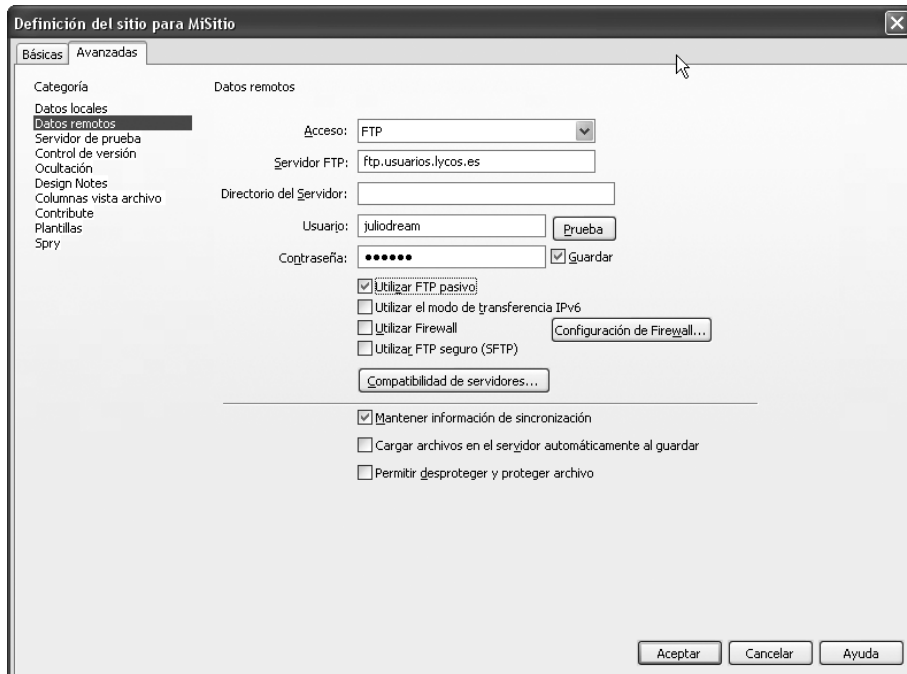 Definición del sitio para MiSitio
Básicas Avanzadas
Categoría
Datos locales
Datos remotos
Servidor de prueba
Control de versión
Ocultación
Design Notes
Columnas vista archivo
Contribute
Plantillas
Spry
Datos remotos
Acceso: FTP
Servidor FTP: ftp.usuarios.lycos.es
Directorio del Servidor:
Usuario: juliodream Prueba
Contraseña: ●●●●●● Guardar
Utilizar FTP pasivo
Utilizar el modo de transferencia IPv6
Utilizar Firewall Configuración de Firewall...
Utilizar FTP seguro (SFTP)
Compatibilidad de servidores...
Mantener información de sincronización
Cargar archivos en el servidor automáticamente al guardar
Permitir desproteger y proteger archivo
Aceptar Cancelar Ayuda